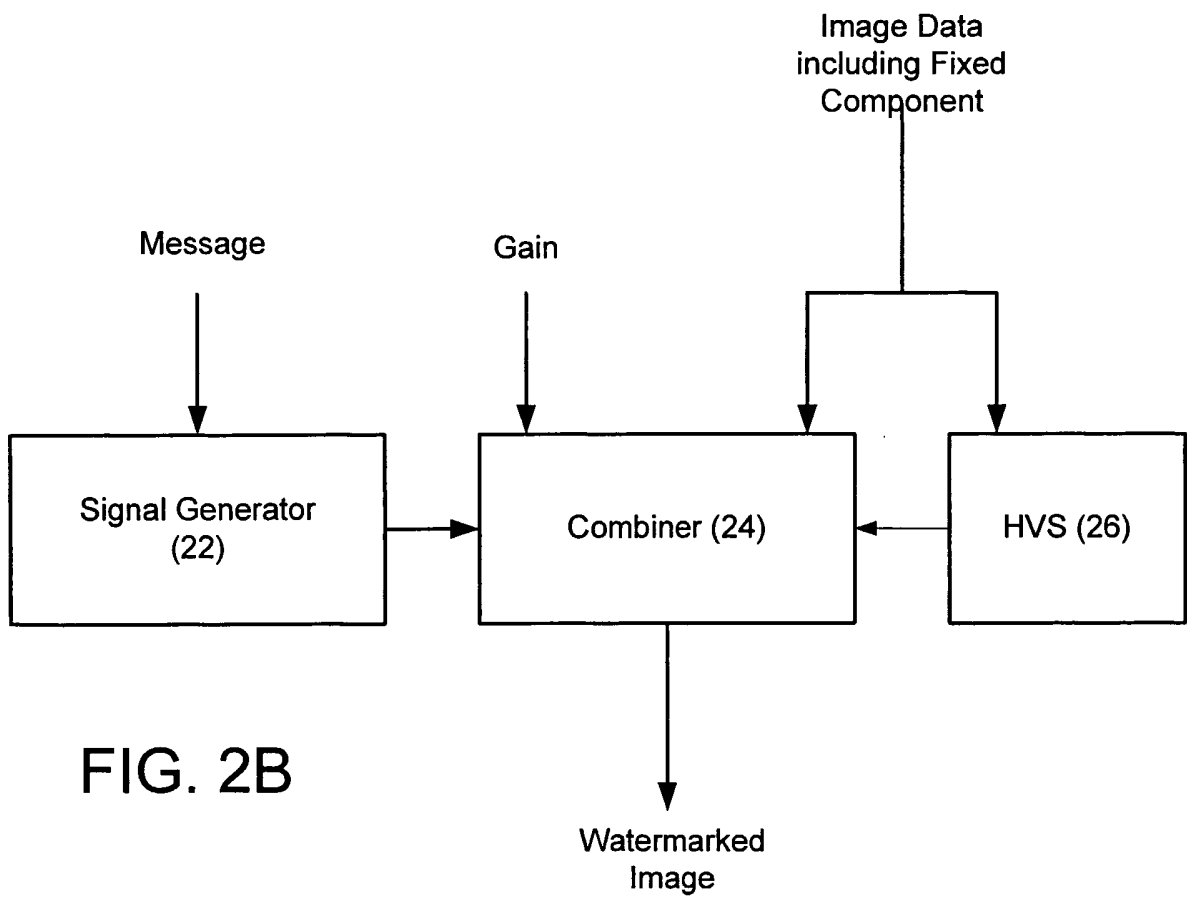 Image Data
including Fixed
Component
Message
Gain
Signal Generator
(22)
Combiner (24)
HVS (26)
FIG. 2B
Watermarked
Image